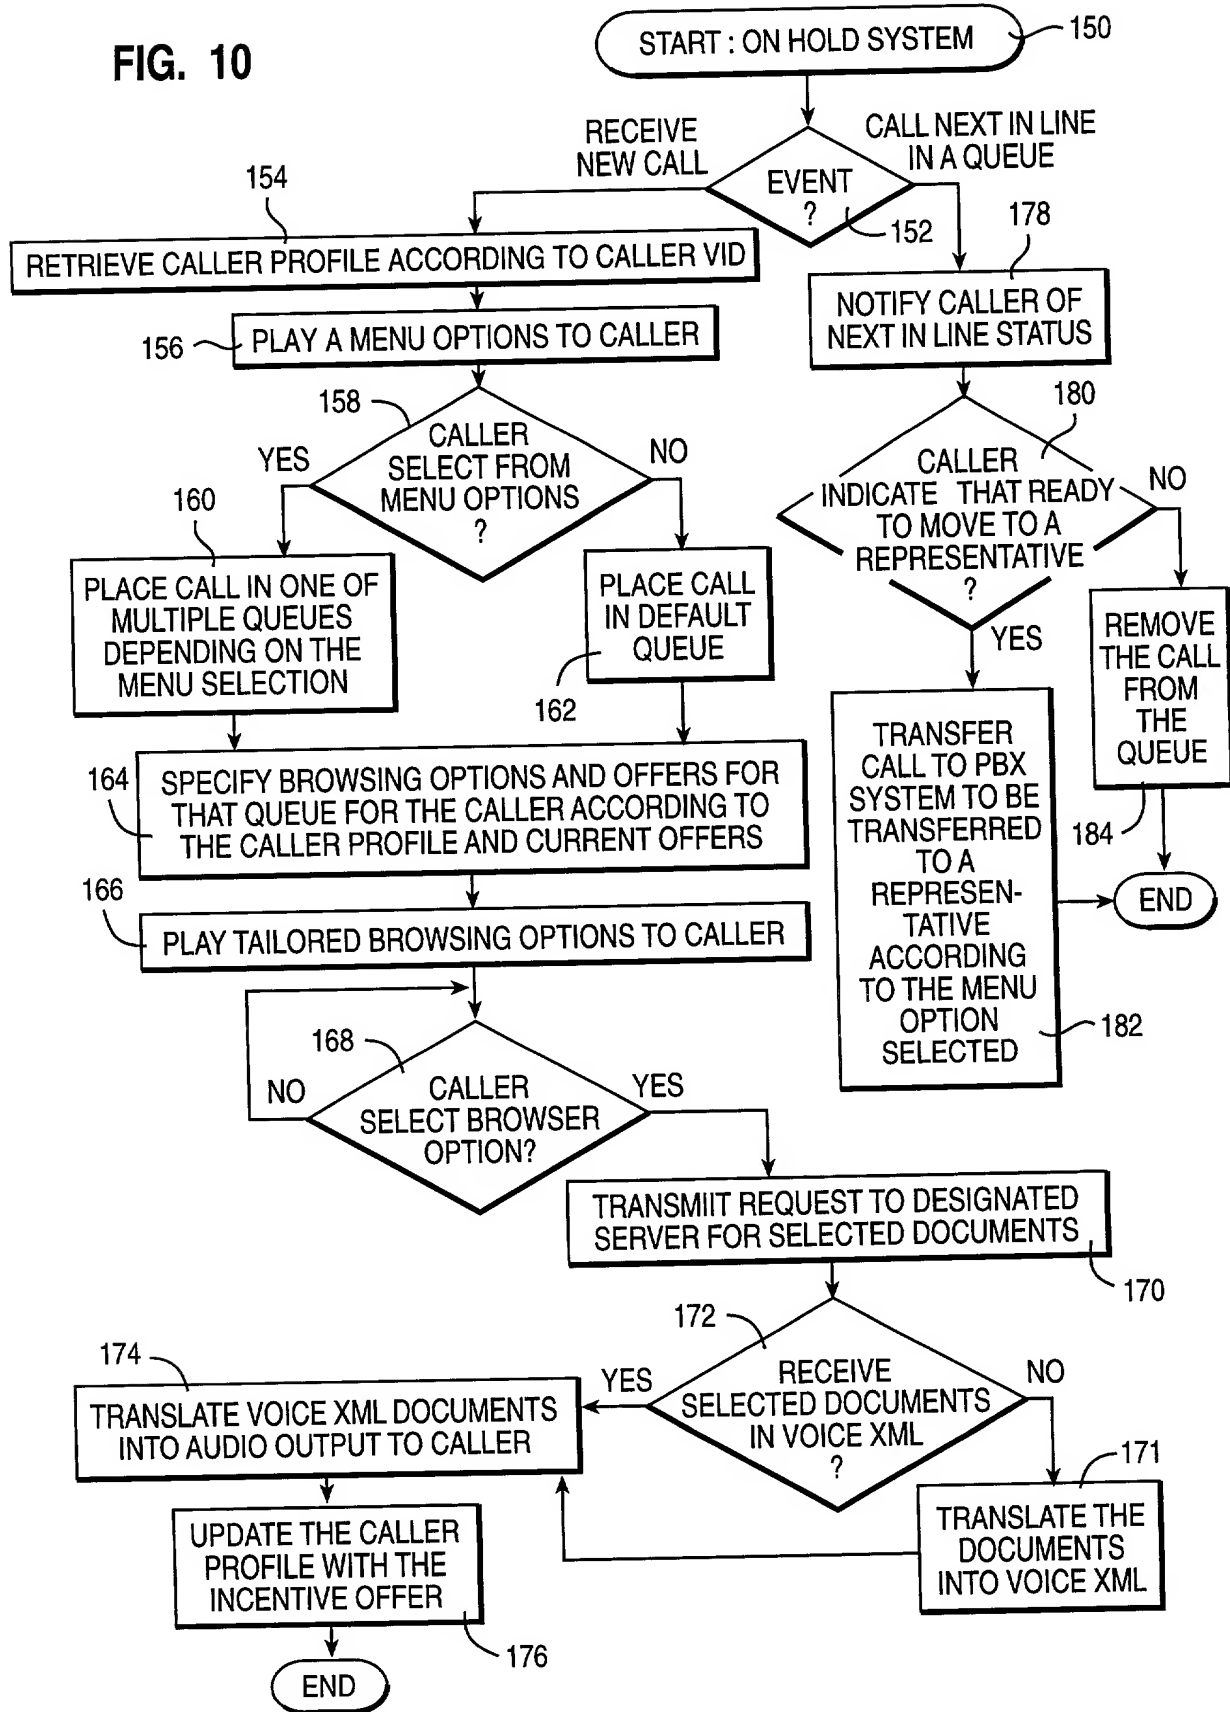 FIG. 10
START : ON HOLD SYSTEM
150
RECEIVE
NEW CALL
CALL NEXT IN LINE
IN A QUEUE
EVENT
?
152
154
RETRIEVE CALLER PROFILE ACCORDING TO CALLER VID
178
NOTIFY CALLER OF
NEXT IN LINE STATUS
156
PLAY A MENU OPTIONS TO CALLER
158
CALLER
SELECT FROM
MENU OPTIONS
?
YES
NO
180
CALLER
INDICATE THAT READY
TO MOVE TO A
REPRESENTATIVE
?
NO
YES
160
PLACE CALL IN ONE OF
MULTIPLE QUEUES
DEPENDING ON THE
MENU SELECTION
PLACE CALL
IN DEFAULT
QUEUE
162
REMOVE
THE CALL
FROM
THE
QUEUE
184
END
TRANSFER
CALL TO PBX
SYSTEM TO BE
TRANSFERRED
TO A
REPRESEN-
TATIVE
ACCORDING
TO THE MENU
OPTION
SELECTED
182
164
SPECIFY BROWSING OPTIONS AND OFFERS FOR
THAT QUEUE FOR THE CALLER ACCORDING TO
THE CALLER PROFILE AND CURRENT OFFERS
166
PLAY TAILORED BROWSING OPTIONS TO CALLER
168
CALLER
SELECT BROWSER
OPTION?
NO
YES
TRANSMIIT REQUEST TO DESIGNATED
SERVER FOR SELECTED DOCUMENTS
170
172
RECEIVE
SELECTED DOCUMENTS
IN VOICE XML
?
YES
NO
174
TRANSLATE VOICE XML DOCUMENTS
INTO AUDIO OUTPUT TO CALLER
171
TRANSLATE THE
DOCUMENTS
INTO VOICE XML
UPDATE THE CALLER
PROFILE WITH THE
INCENTIVE OFFER
176
END